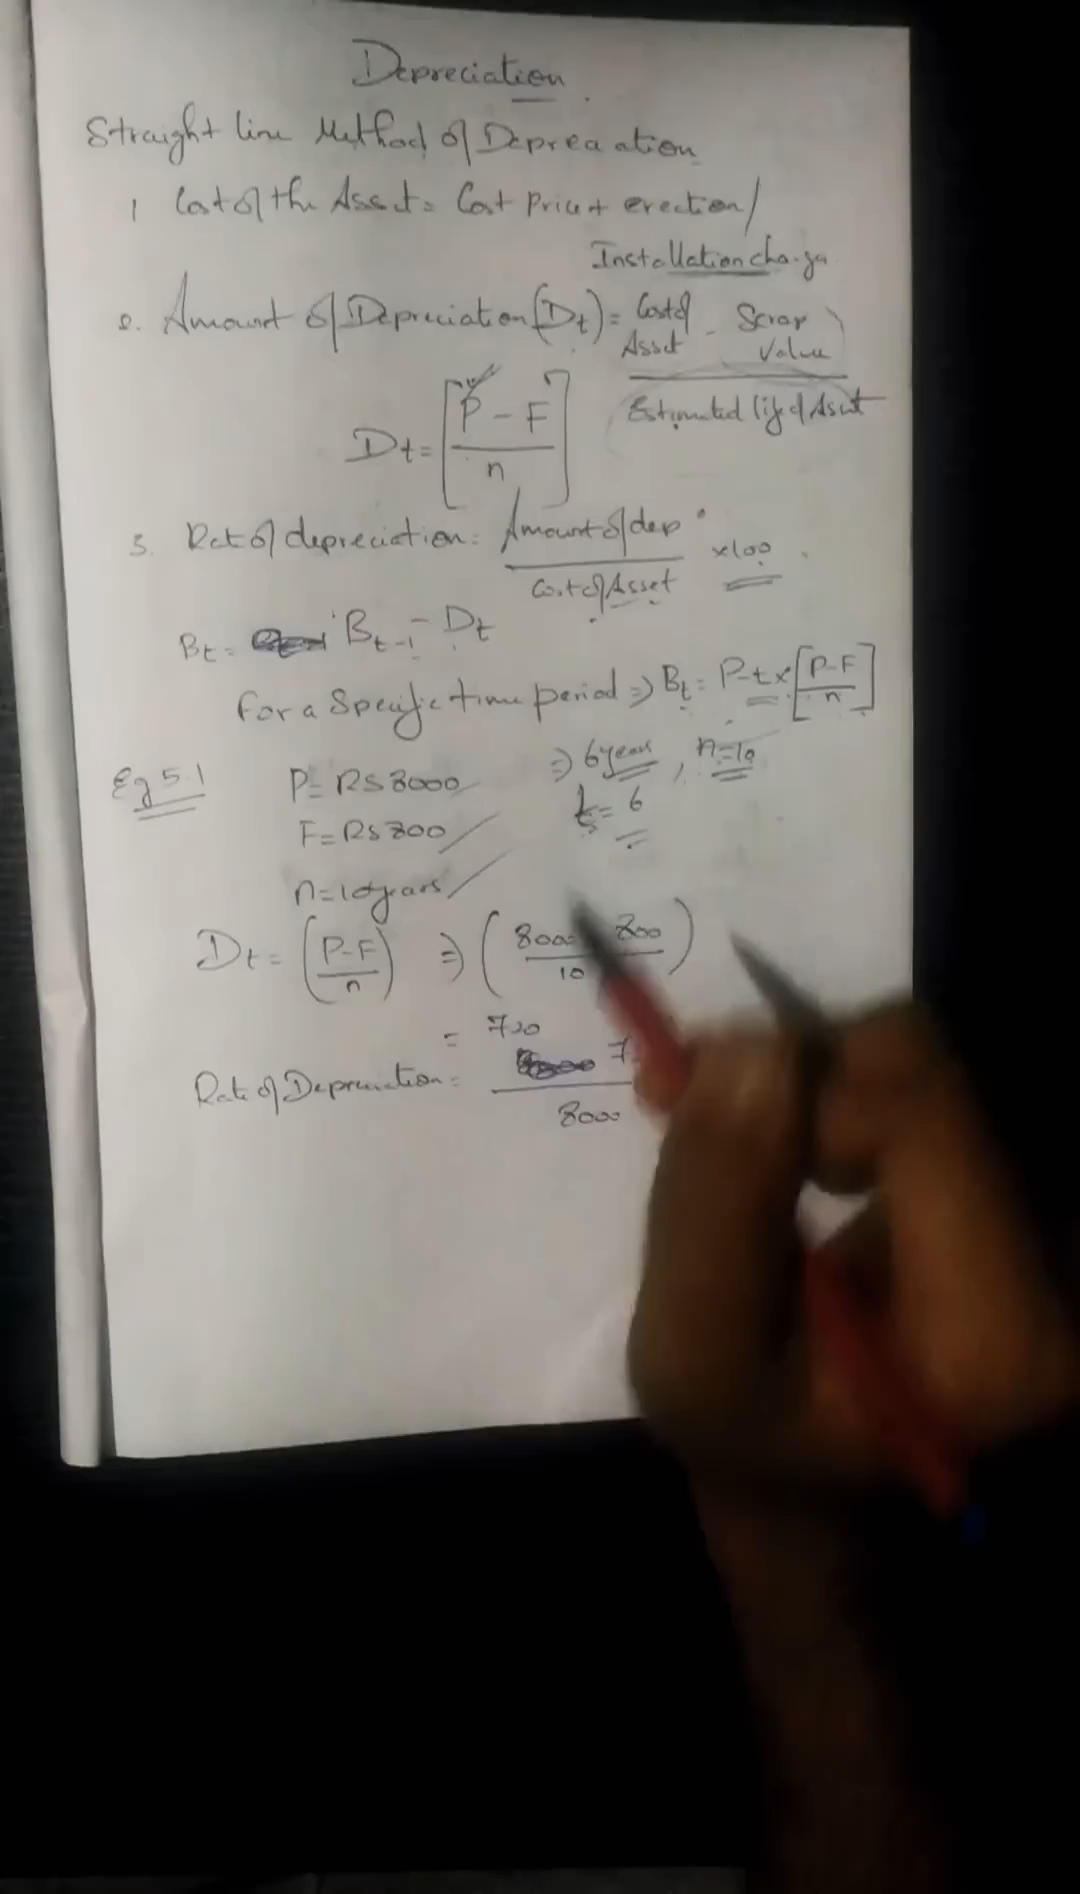 Depreciation
Straight line Method of Depreciation
1 Cost of the Asset = Cost Price + erection/
Installation charge
2. Amount of Depreciation (Dt) = Cost of Asset - Scrap Value
Estimated life of Asset
Dt = [P - F / n]
3. Rate of depreciation = Amount of dep / Cost of Asset x100
Bt = Bt-1 - Dt
For a Specific time period => Bt = P-t x [P-F / n]
Eg 5.1 P = RS 8000 => 6 years, n=10
F = RS 800 t = 6
n = 10 years
Dt = (P-F / n) => (8000 800 / 10)
= 720
Rate of Depreciation = 7 / 8000